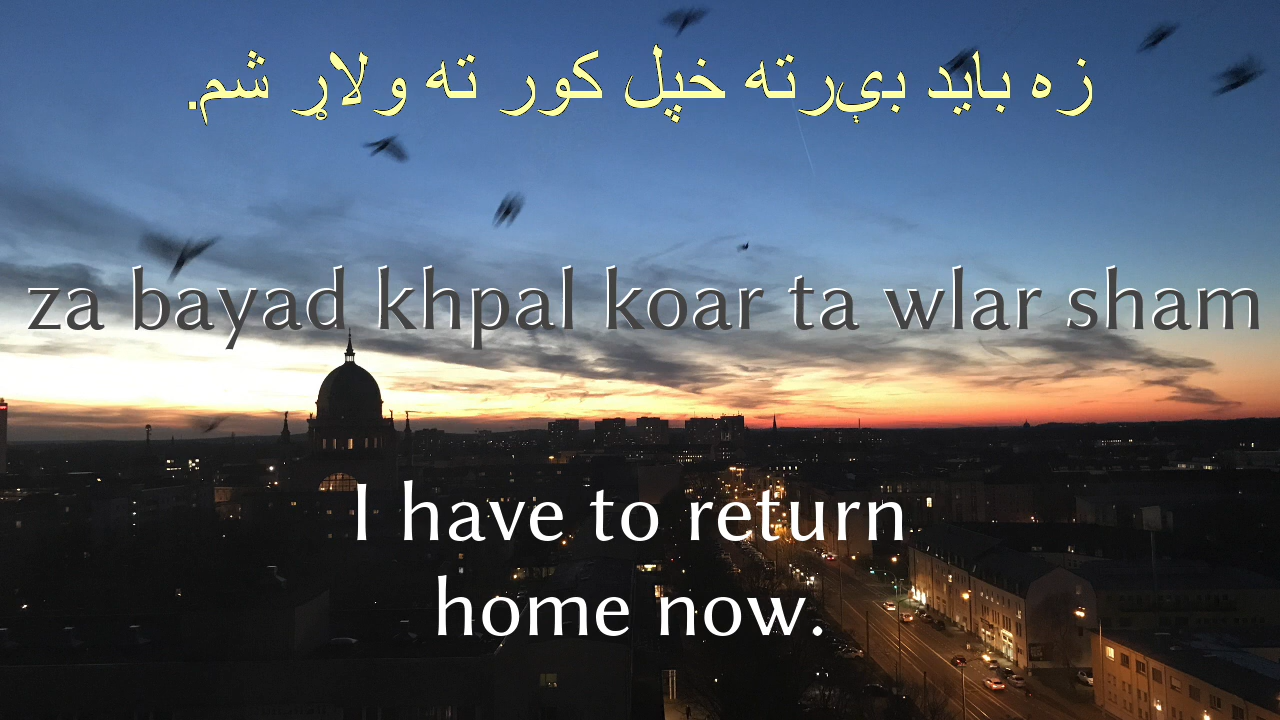 زه باید بېرته خپل کور ته ولاړ شم.
za bayad khpal koar ta wlar sham
I have to return
home now.